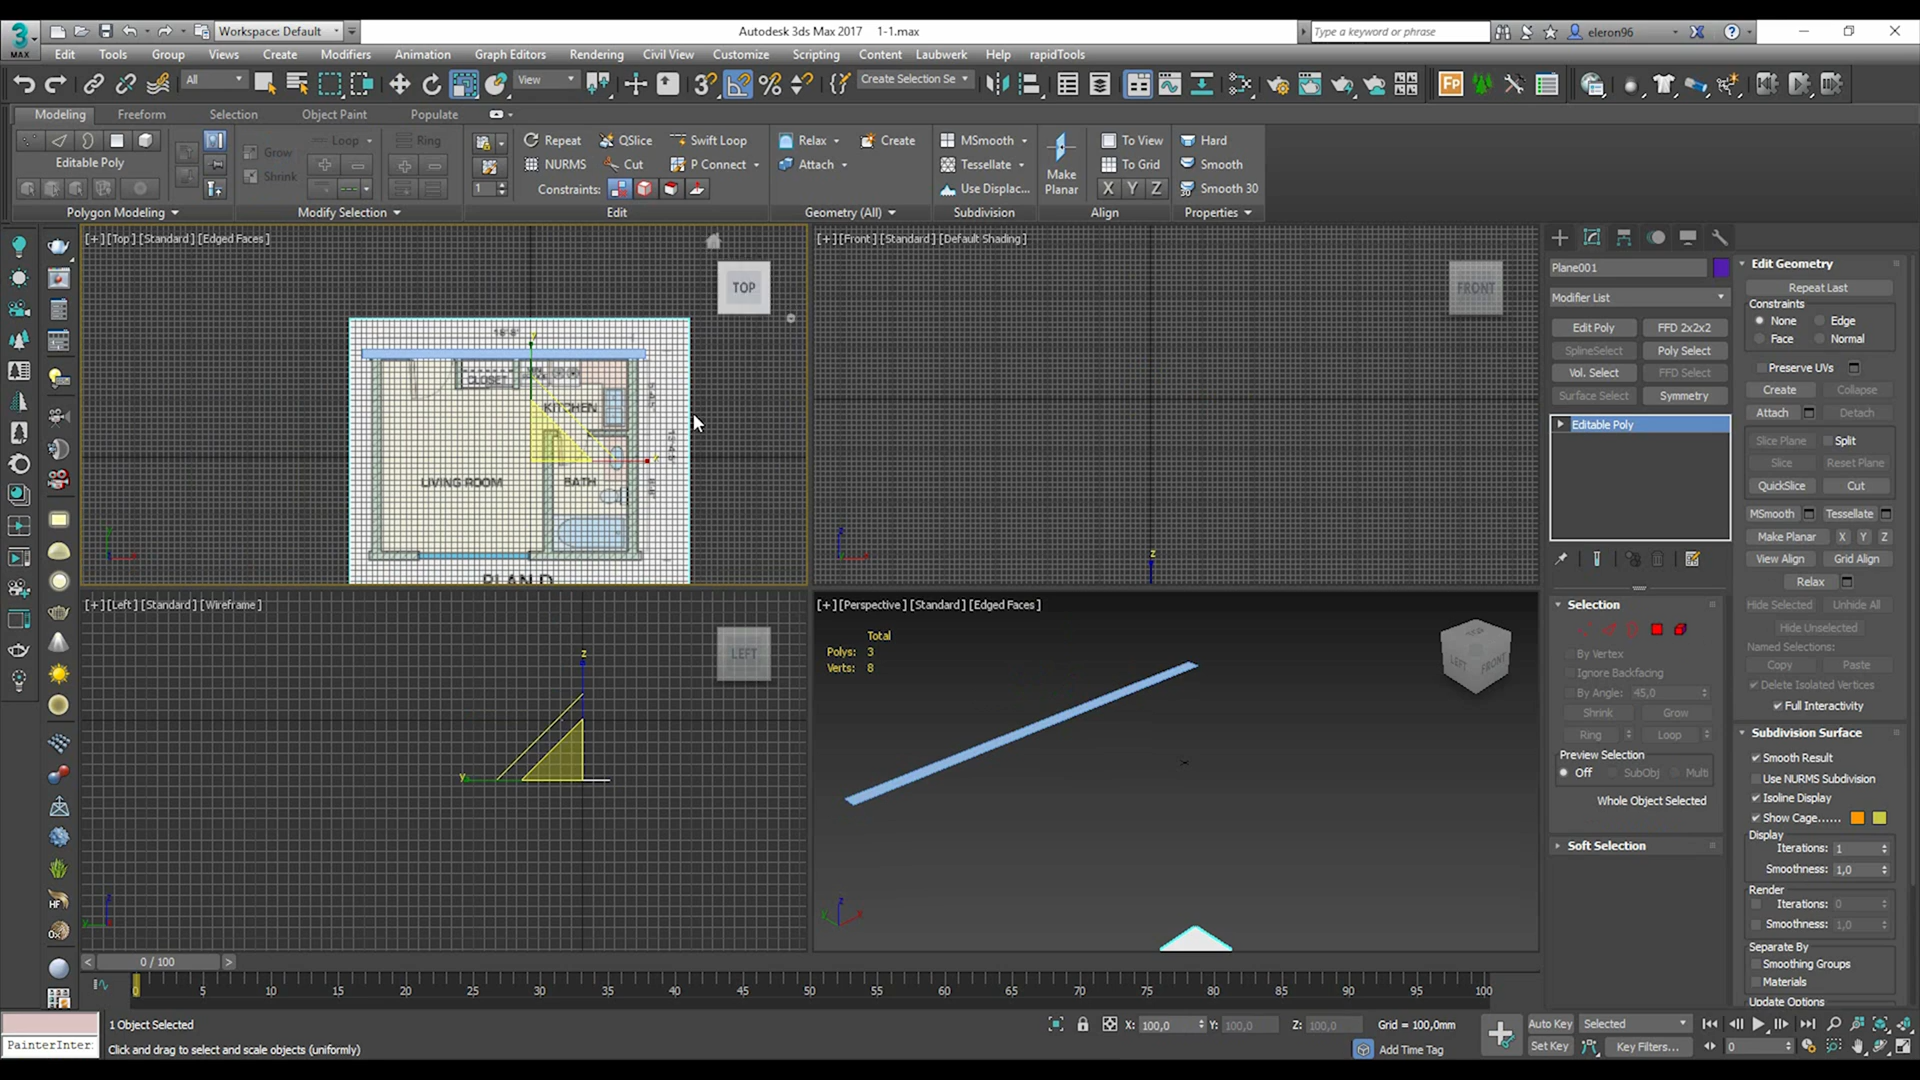 3
MAX
Workspace: Default
Autodesk 3ds Max 2017    1-1.max
Type a keyword or phrase
eleron96
Edit Tools Group Views Create Modifiers Animation Graph Editors Rendering Civil View Customize Scripting Content Laubwerk Help rapidTools
All
View
Create Selection Se
Modeling Freeform Selection Object Paint Populate
Loop Ring
Repeat QSlice Swift Loop
Relax Create
MSmooth To View Hard
Editable Poly
Grow
NURMS Cut P Connect
Attach
Tessellate To Grid Smooth
Shrink
Make
Planar
1
Constraints:
Use Displac...
X Y Z
Smooth 30
Polygon Modeling Modify Selection Edit Geometry (All) Subdivision Align Properties
[+] [Top] [Standard] [Edged Faces]
TOP
CLOSET
KITCHEN
LIVING ROOM
BATH
PLAN D
[+] [Front] [Standard] [Default Shading]
FRONT
z
[+] [Left] [Standard] [Wireframe]
LEFT
z
y
[+] [Perspective] [Standard] [Edged Faces]
Total
Polys: 3
Verts: 8
TOP
LEFT
FRONT
Plane001
Modifier List
Edit Poly FFD 2x2x2
SplineSelect Poly Select
Vol. Select FFD Select
Surface Select Symmetry
Editable Poly
Selection
By Vertex
Ignore Backfacing
By Angle: 45,0
Shrink Grow
Ring Loop
Preview Selection
Off SubObj Multi
Whole Object Selected
Soft Selection
Edit Geometry
Repeat Last
Constraints
None Edge
Face Normal
Preserve UVs
Create Collapse
Attach Detach
Slice Plane Split
Slice Reset Plane
QuickSlice Cut
MSmooth Tessellate
Make Planar X Y Z
View Align Grid Align
Relax
Hide Selected Unhide All
Hide Unselected
Named Selections:
Copy Paste
Delete Isolated Vertices
Full Interactivity
Subdivision Surface
Smooth Result
Use NURMS Subdivision
Isoline Display
Show Cage......
Display
Iterations: 1
Smoothness: 1,0
Render
Iterations: 0
Smoothness: 1,0
Separate By
Smoothing Groups
Materials
Update Options
HF
Ox
< 0 / 100 >
0 5 10 15 20 25 30 35 40 45 50 55 60 65 70 75 80 85 90 95 100
1 Object Selected
X: 100,0 Y: 100,0 Z: 100,0 Grid = 100,0mm
Auto Key Selected
PainterInter:
Click and drag to select and scale objects (uniformly)
Add Time Tag
Set Key Key Filters... 0